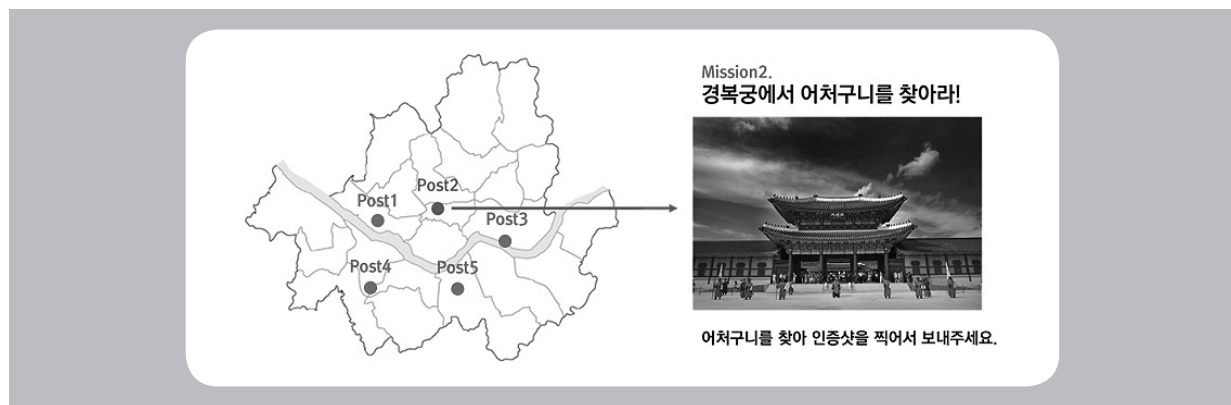 Post1
Post2
Post3
Post4
Post5
Mission2.
경복궁에서 어처구니를 찾아라!
어처구니를 찾아 인증샷을 찍어서 보내주세요.